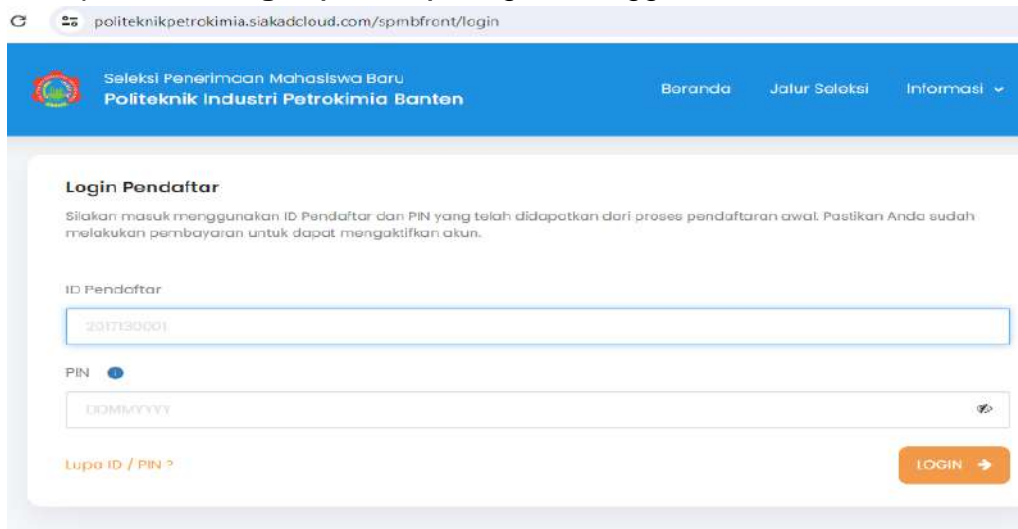 politeknikpetrokimia.siakadcloud.com/spmbfront/login
Seleksi Penerimaan Mahasiswa Baru
Politeknik Industri Petrokimia Banten
Beranda Jalur Seleksi Informasi
Login Pendaftar
Silakan masuk menggunakan ID Pendaftar dan PIN yang telah didapatkan dari proses pendaftaran awal. Pastikan Anda sudah
melakukan pembayaran untuk dapat mengaktifkan akun.
ID Pendaftar
2017130001
PIN
DDMMYYYY
Lupa ID / PIN ?
LOGIN